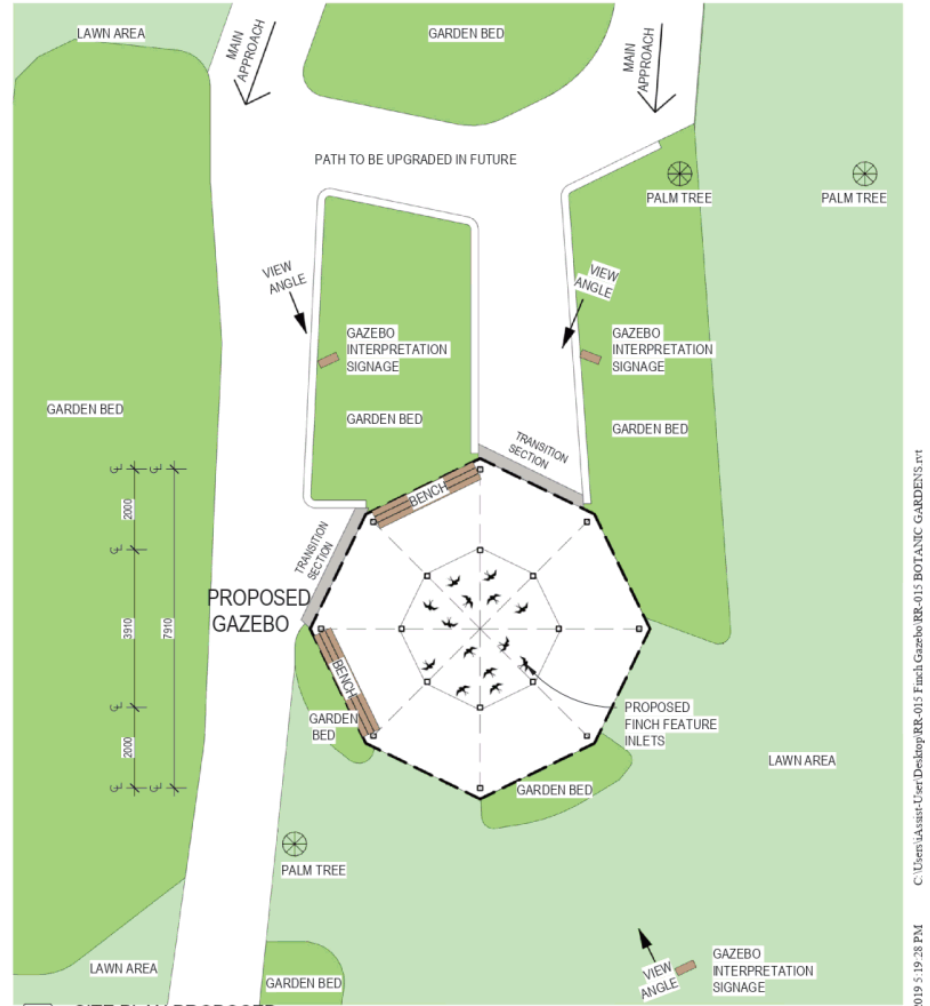 LAWN AREA
GARDEN BED
MAIN
APPROACH
MAIN
APPROACH
PATH TO BE UPGRADED IN FUTURE
PALM TREE
PALM TREE
VIEW
ANGLE
VIEW
ANGLE
GAZEBO
INTERPRETATION
SIGNAGE
GAZEBO
INTERPRETATION
SIGNAGE
GARDEN BED
GARDEN BED
GARDEN BED
TRANSITION
SECTION
BENCH
TRANSITION
SECTION
2000
3910
7910
2000
PROPOSED
GAZEBO
BENCH
GARDEN
BED
PROPOSED
FINCH FEATURE
INLETS
LAWN AREA
GARDEN BED
PALM TREE
LAWN AREA
GARDEN BED
VIEW
ANGLE
GAZEBO
INTERPRETATION
SIGNAGE
C:\Users\iAssist-User\Desktop\RR-015 Finch Gazebo\RR-015 BOTANIC GARDENS.rvt
2019 5:19:28 PM